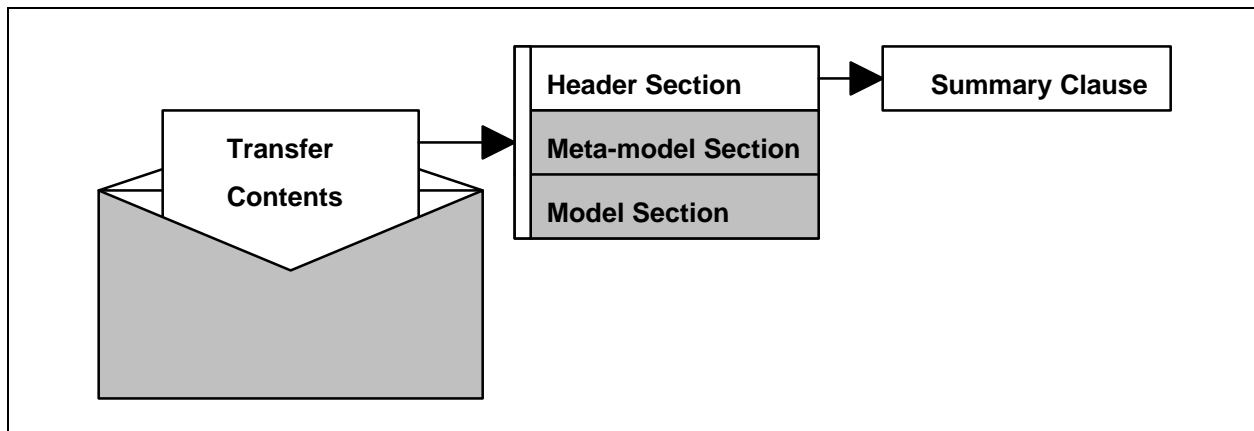 Transfer
Contents
Header Section
Meta-model Section
Model Section
Summary Clause